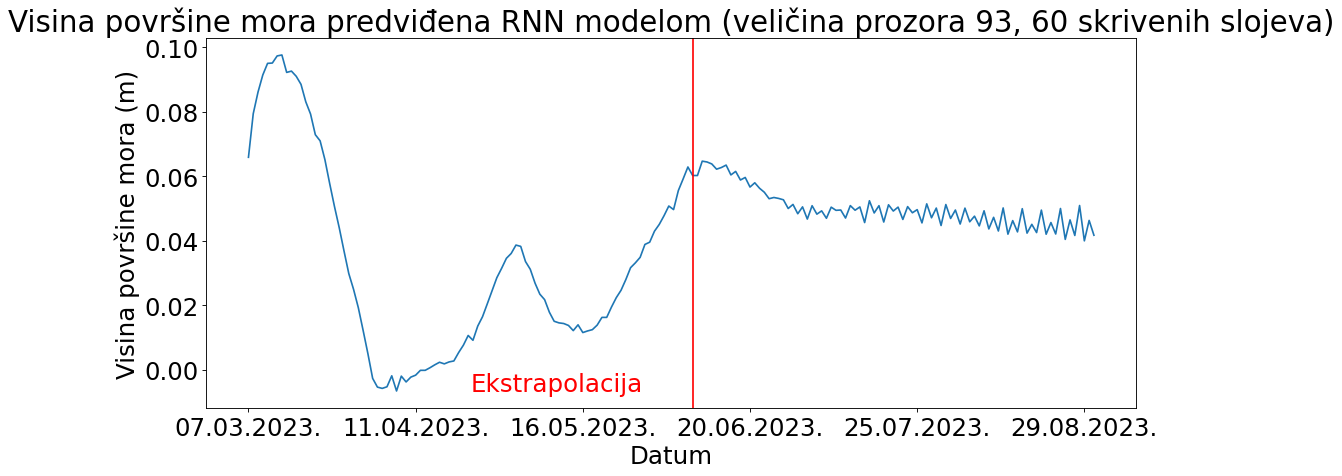 Visina površine mora predviđena RNN modelom (veličina prozora 93, 60 skrivenih slojeva)
Visina površine mora (m)
0.10
0.08
0.06
0.04
0.02
0.00
Ekstrapolacija
07.03.2023. 11.04.2023. 16.05.2023. 20.06.2023. 25.07.2023. 29.08.2023.
Datum